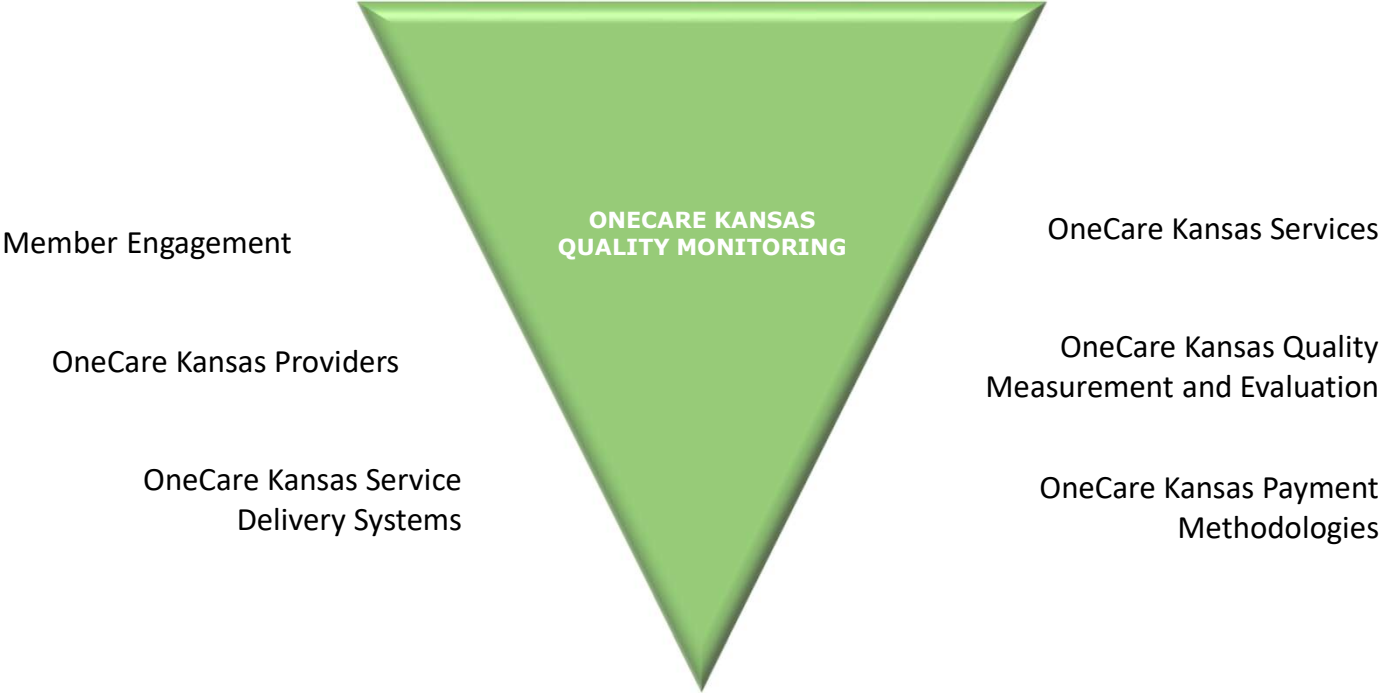 ONECARE KANSAS
QUALITY MONITORING
Member Engagement
OneCare Kansas Providers
OneCare Kansas Service
Delivery Systems
OneCare Kansas Services
OneCare Kansas Quality
Measurement and Evaluation
OneCare Kansas Payment
Methodologies